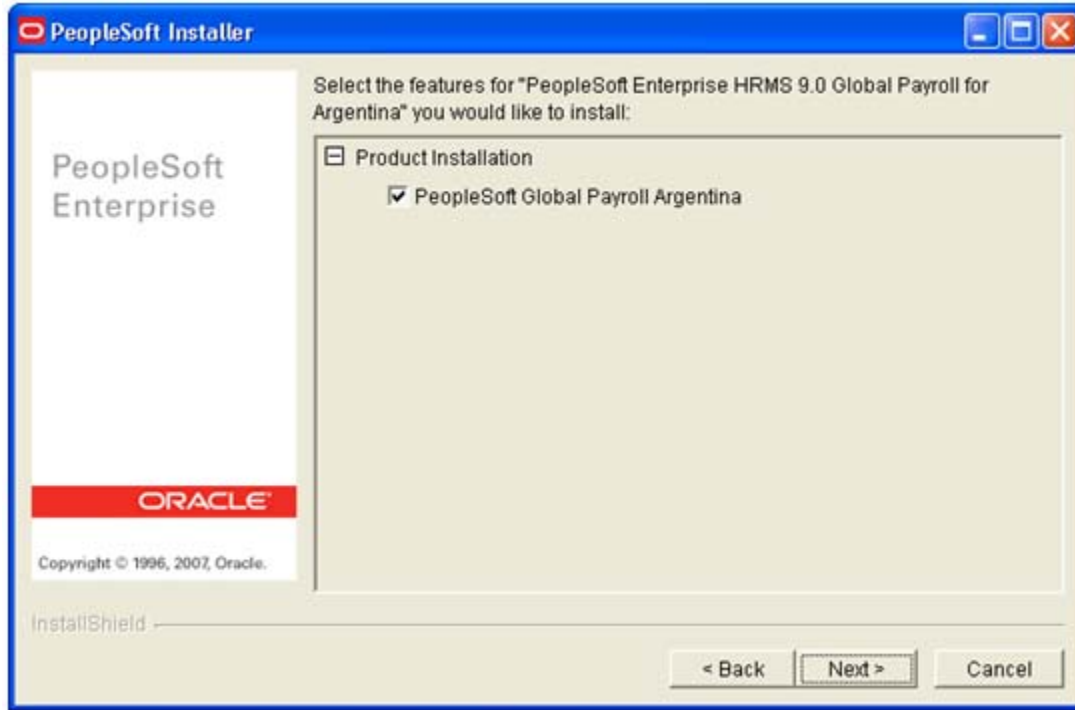 PeopleSoft Installer
Select the features for "PeopleSoft Enterprise HRMS 9.0 Global Payroll for
Argentina" you would like to install:
Product Installation
PeopleSoft Global Payroll Argentina
PeopleSoft
Enterprise
ORACLE
Copyright © 1996, 2007, Oracle.
InstallShield
< Back
Next >
Cancel